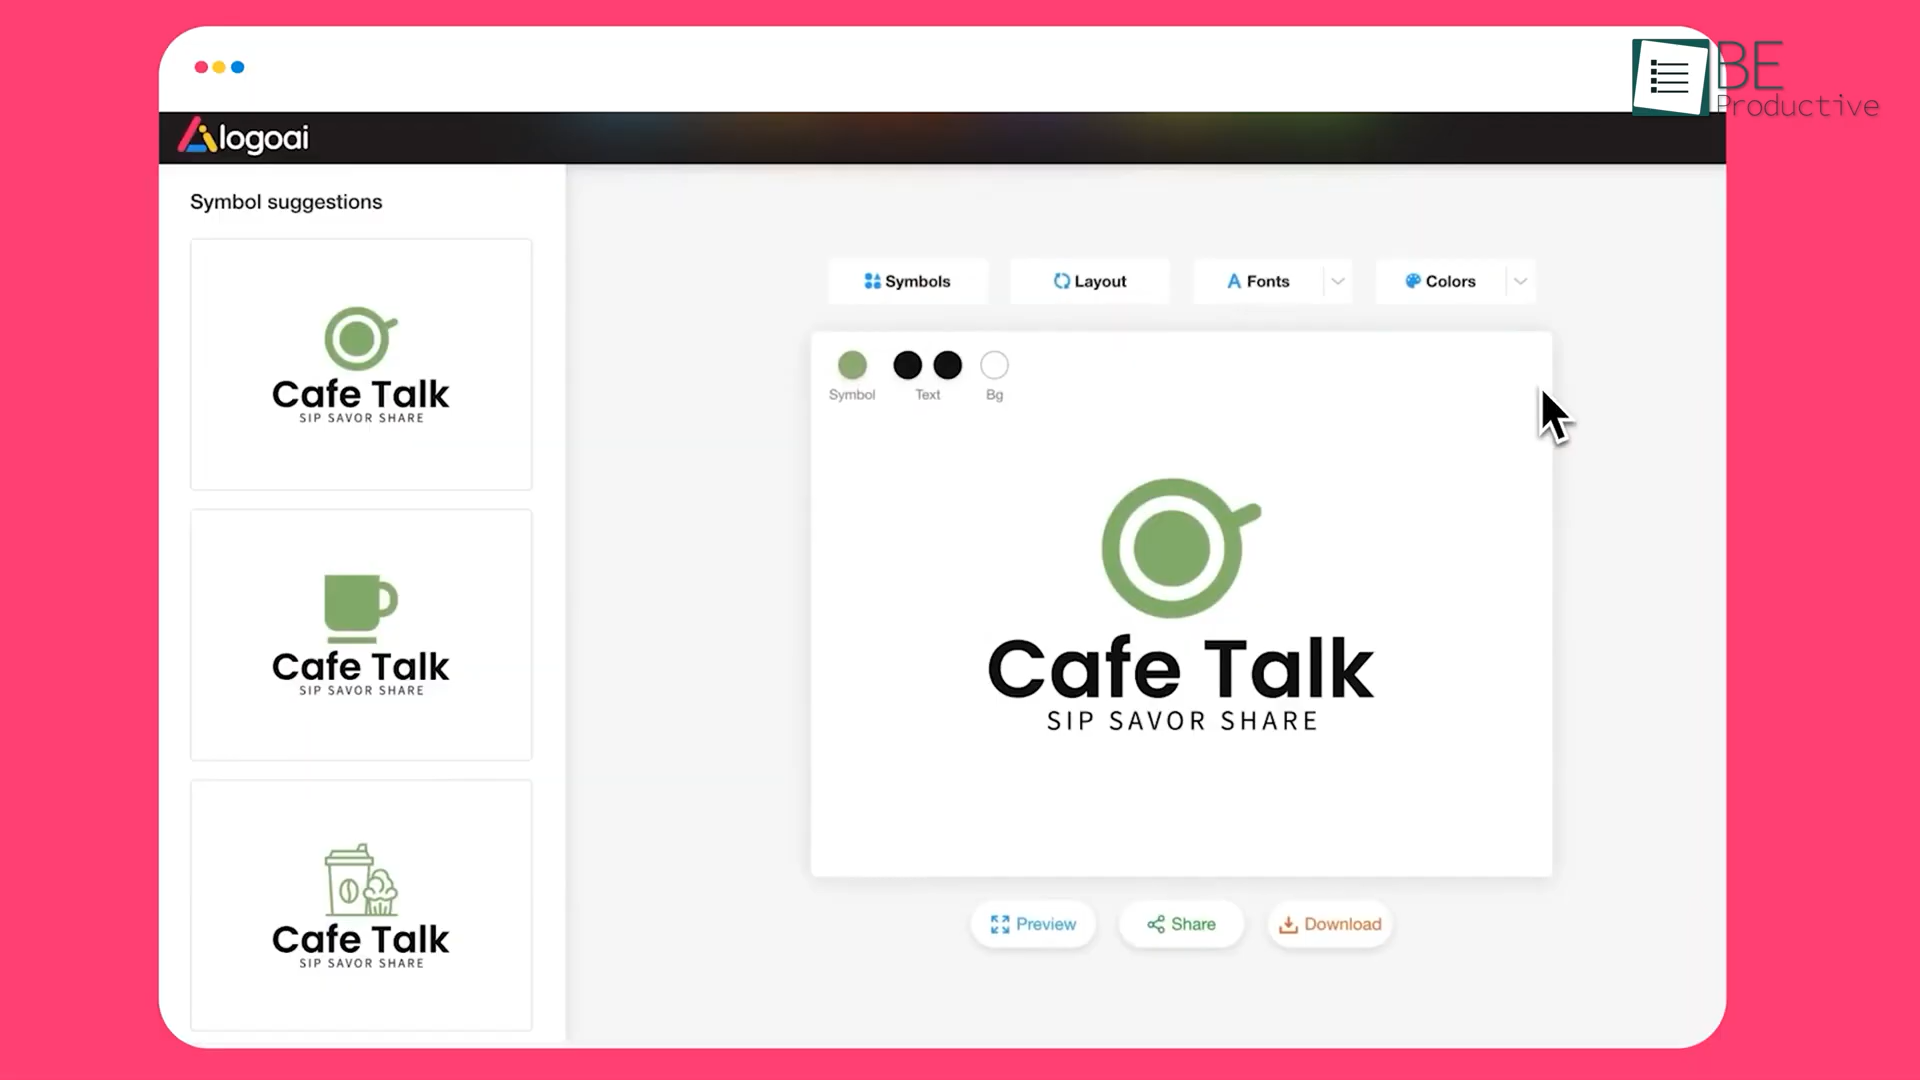 BE
Productive
logoai
Symbol suggestions
Cafe Talk
SIP SAVOR SHARE
Cafe Talk
SIP SAVOR SHARE
Cafe Talk
SIP SAVOR SHARE
Symbols
Layout
A Fonts
Colors
Symbol
Text
Bg
Cafe Talk
SIP SAVOR SHARE
Preview
Share
Download